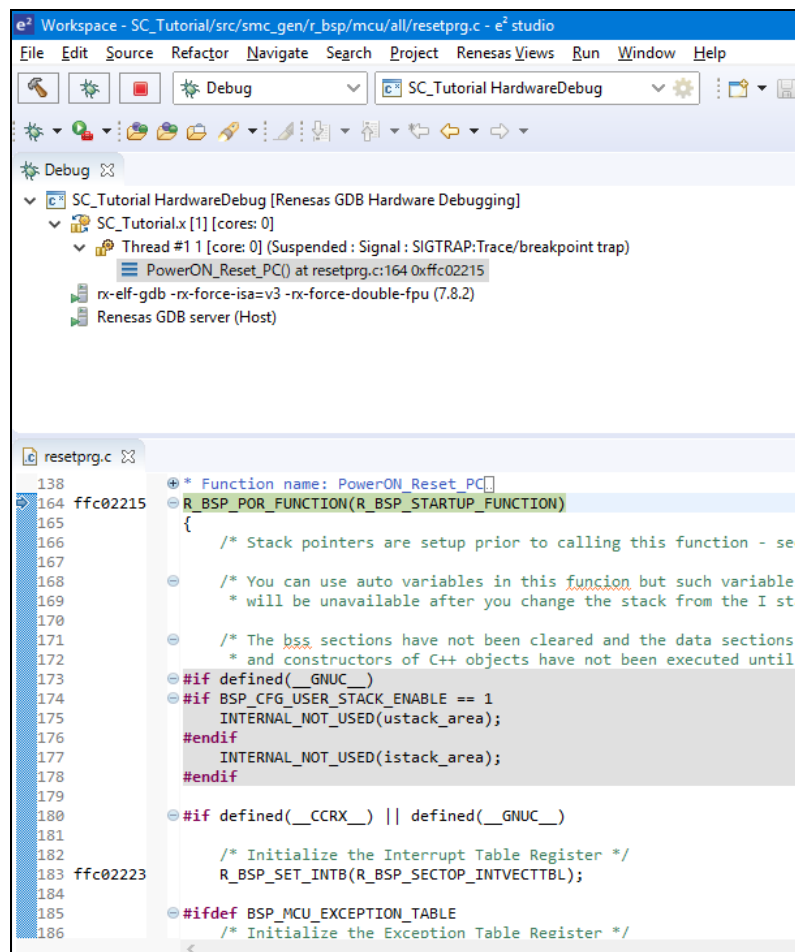 e² Workspace - SC_Tutorial/src/smc_gen/r_bsp/mcu/all/resetprg.c - e² studio
File Edit Source Refactor Navigate Search Project Renesas Views Run Window Help
Debug SC_Tutorial HardwareDebug
Debug
SC_Tutorial HardwareDebug [Renesas GDB Hardware Debugging]
SC_Tutorial.x [1] [cores: 0]
Thread #1 1 [core: 0] (Suspended : Signal : SIGTRAP:Trace/breakpoint trap)
PowerON_Reset_PC() at resetprg.c:164 0xffc02215
rx-elf-gdb -rx-force-isa=v3 -rx-force-double-fpu (7.8.2)
Renesas GDB server (Host)
resetprg.c
138 * Function name: PowerON_Reset_PC..
164 ffc02215 R_BSP_POR_FUNCTION(R_BSP_STARTUP_FUNCTION)
165 {
166 /* Stack pointers are setup prior to calling this function - se
167
168 /* You can use auto variables in this funcion but such variable
169 * will be unavailable after you change the stack from the I st
170
171 /* The bss sections have not been cleared and the data sections
172 * and constructors of C++ objects have not been executed until
173 #if defined(__GNUC__)
174 #if BSP_CFG_USER_STACK_ENABLE == 1
175 INTERNAL_NOT_USED(ustack_area);
176 #endif
177 INTERNAL_NOT_USED(istack_area);
178 #endif
179
180 #if defined(__CCRX__) || defined(__GNUC__)
181
182 /* Initialize the Interrupt Table Register */
183 ffc02223 R_BSP_SET_INTB(R_BSP_SECTOP_INTVECTTBL);
184
185 #ifdef BSP_MCU_EXCEPTION_TABLE
186 /* Initialize the Exception Table Register */